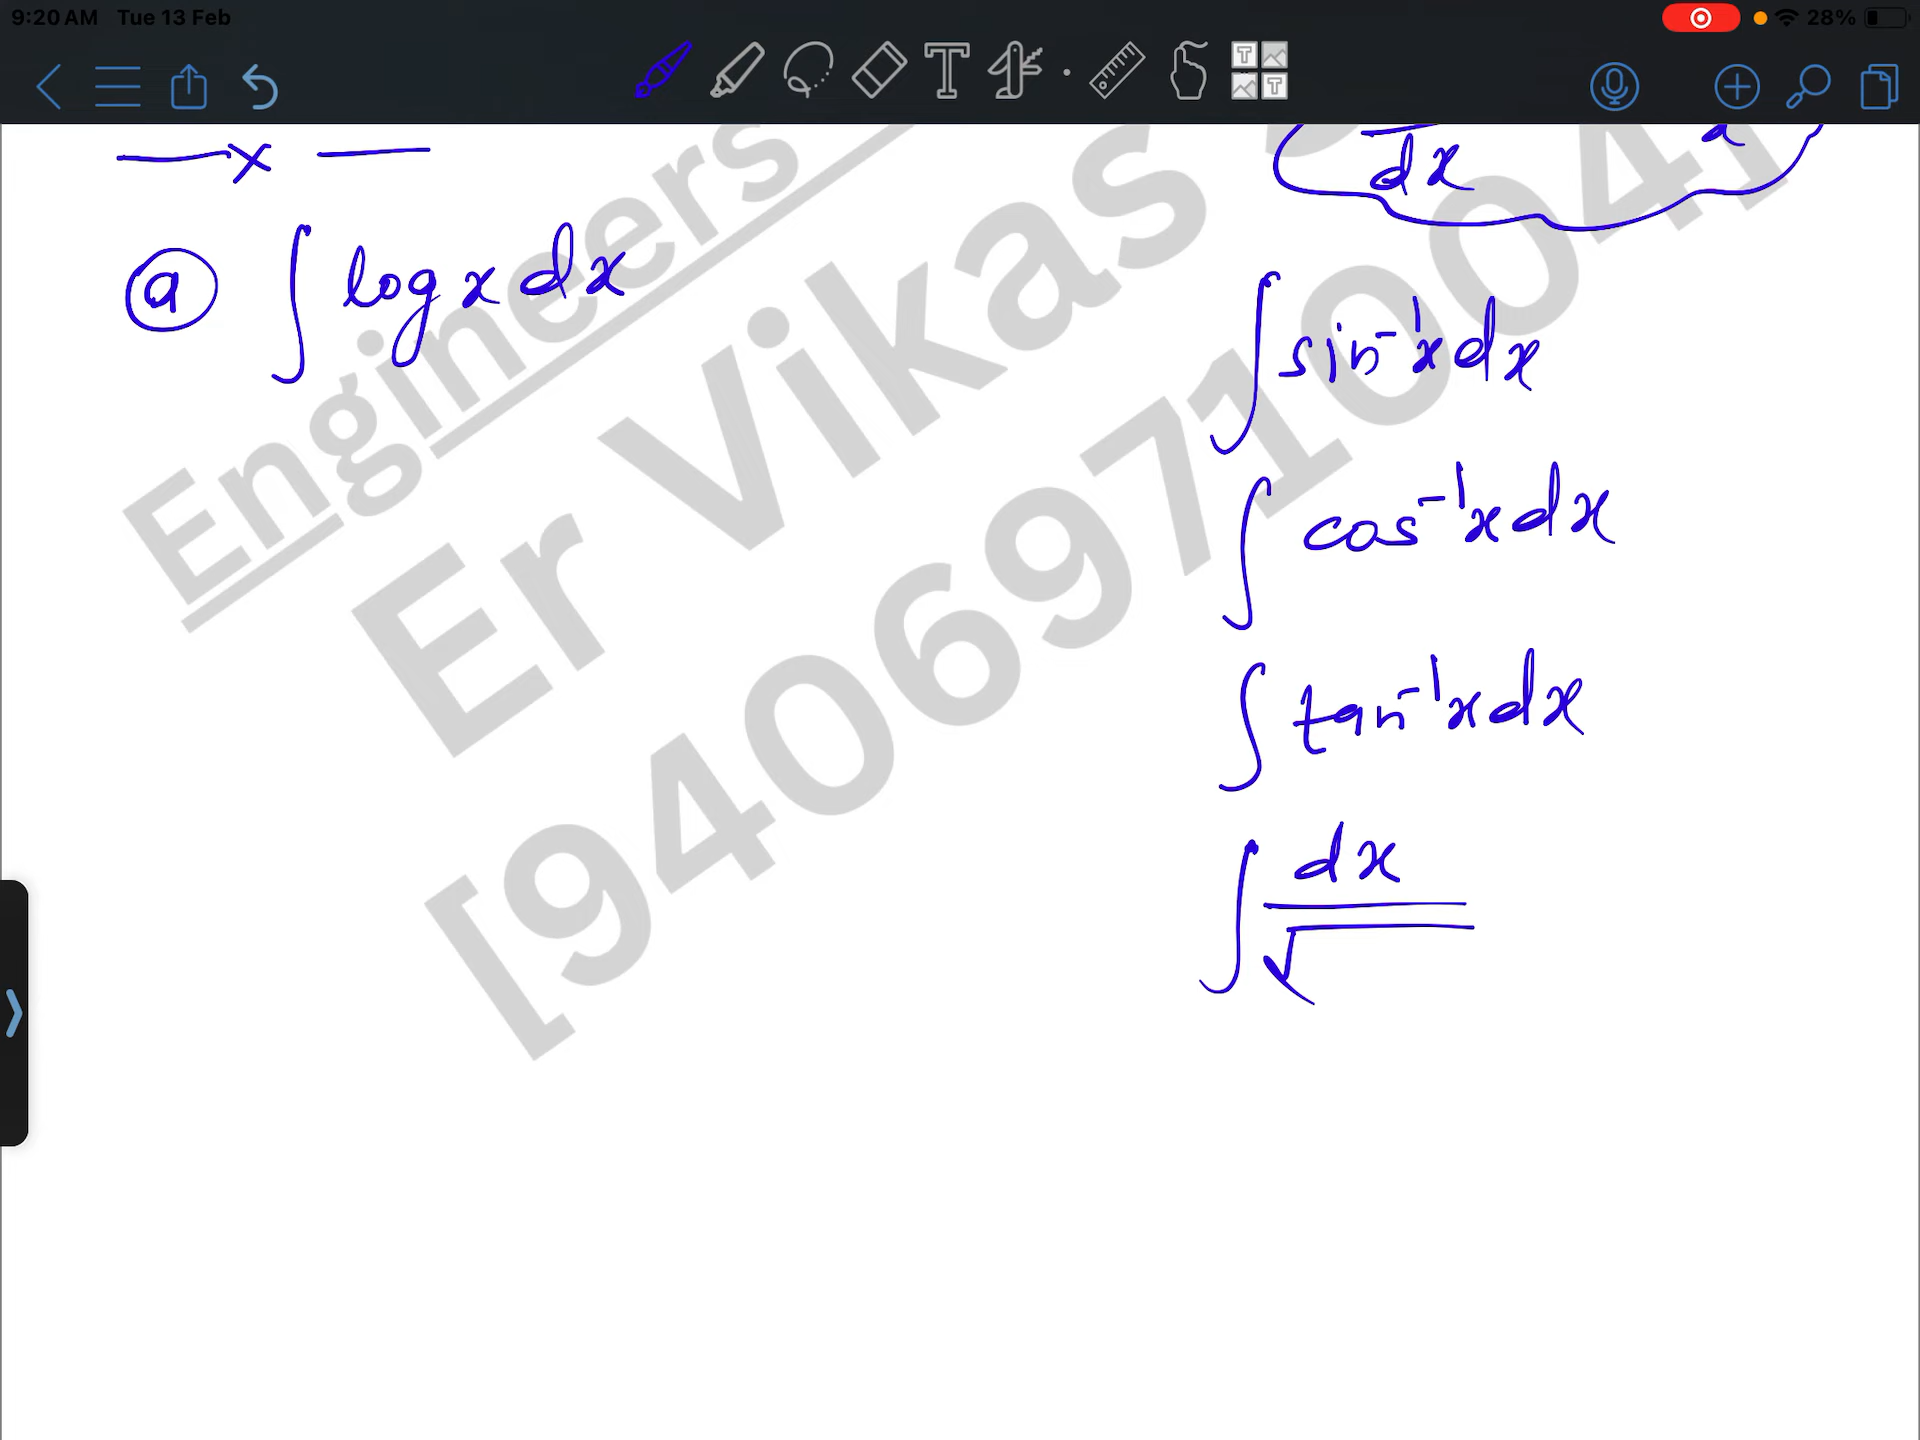 9:20 AM Tue 13 Feb
28%
—x—
dx
ⓐ ∫ log x dx
∫ sin⁻¹x dx
∫ cos⁻¹x dx
∫ tan⁻¹x dx
∫ dx/√
Engineers
Er Vikas
[9406971004]